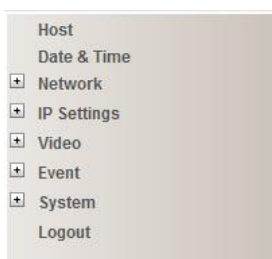 Host
Date & Time
Network
IP Settings
Video
Event
System
Logout